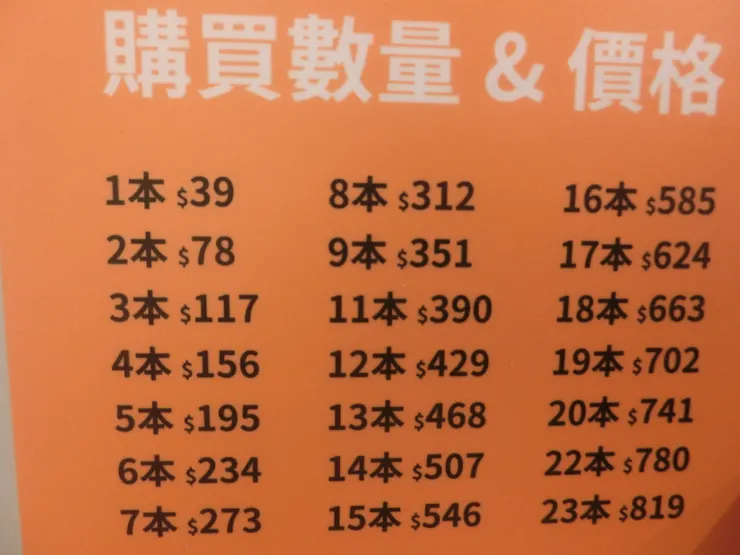 購買數量 & 價格
1本 $39
2本 $78
3本 $117
4本 $156
5本 $195
6本 $234
7本 $273
8本 $312
9本 $351
11本 $390
12本 $429
13本 $468
14本 $507
15本 $546
16本 $585
17本 $624
18本 $663
19本 $702
20本 $741
22本 $780
23本 $819